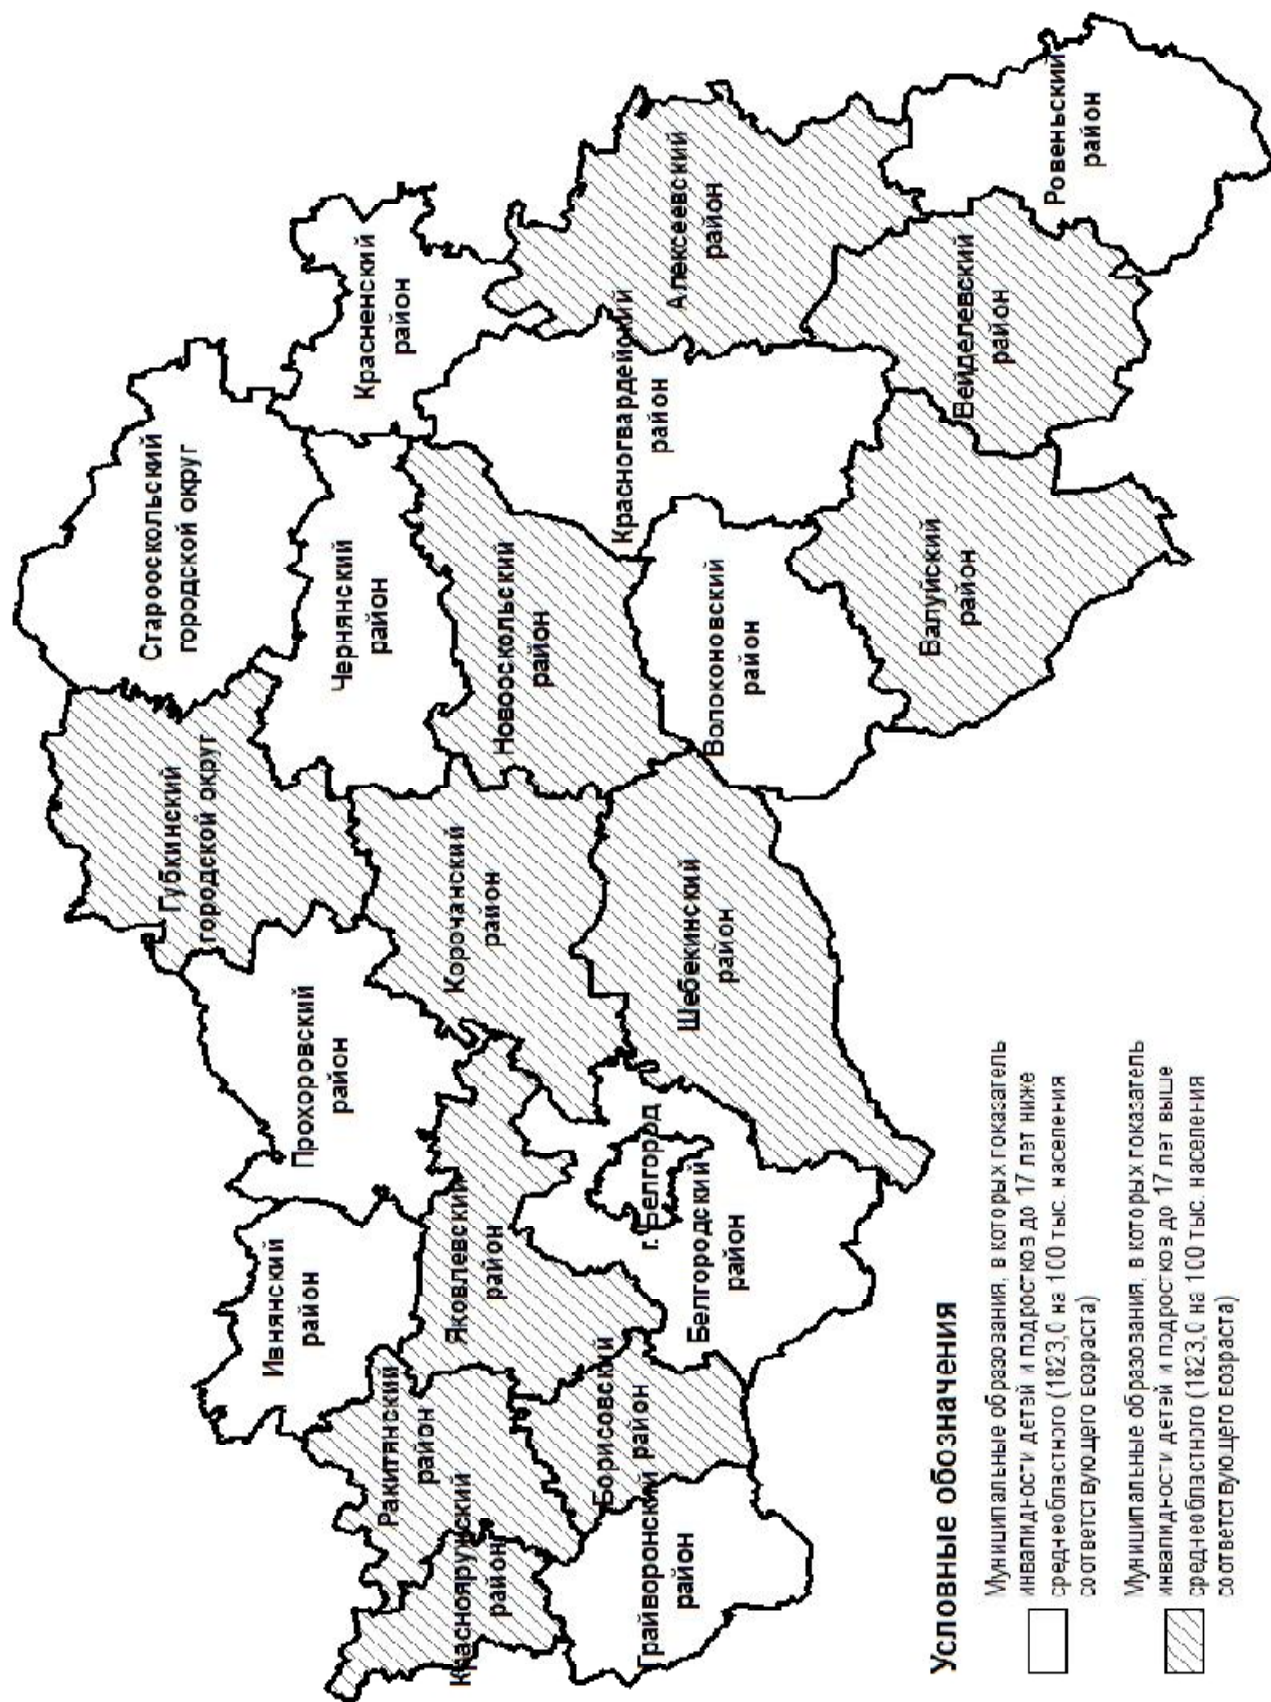 Старооскольский
городской округ
Губкинский
городской округ
Чернянский
район
Красненский
район
Прохоровский
район
Ивнянский
район
Корочанский
район
Новооскольский
район
Красногвардейский
район
Алексеевский
район
Ракитянский
район
Яковлевский
район
Краснояружский
район
Борисовский
район
г. Белгород
Белгородский
район
Шебекинский
район
Волоконовский
район
Грайворонский
район
Валуйский
район
Вейделевский
район
Ровеньский
район
Условные обозначения
Муниципальные образования, в которых показатель
инвалидности детей и подростков до 17 лет ниже
среднеобластного (1823,0 на 100 тыс. населения
соответствующего возраста)
Муниципальные образования, в которых показатель
инвалидности детей и подростков до 17 лет выше
среднеобластного (1823,0 на 100 тыс. населения
соответствующего возраста)